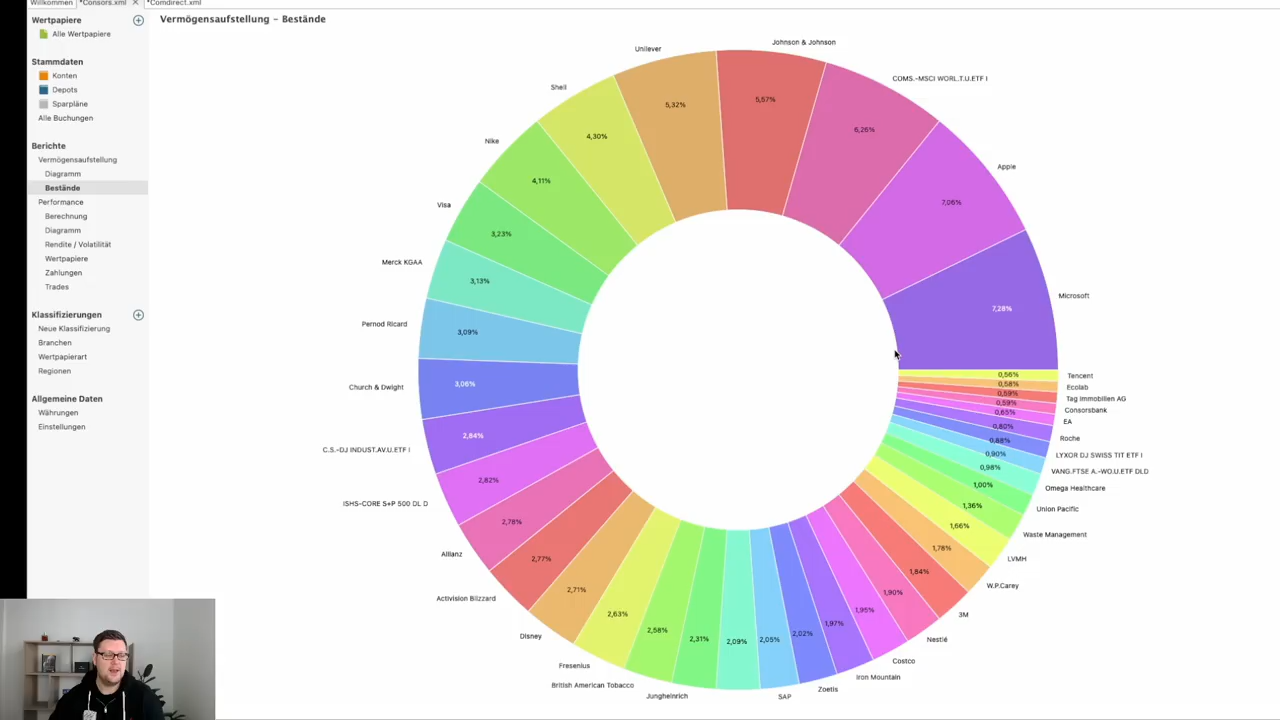 Willkommen
*Consors.xml
*Comdirect.xml
Wertpapiere
Alle Wertpapiere
Stammdaten
Konten
Depots
Sparpläne
Alle Buchungen
Berichte
Vermögensaufstellung
Diagramm
Bestände
Performance
Berechnung
Diagramm
Rendite / Volatilität
Wertpapiere
Zahlungen
Trades
Klassifizierungen
Neue Klassifizierung
Branchen
Wertpapierart
Regionen
Allgemeine Daten
Währungen
Einstellungen
Vermögensaufstellung – Bestände
Johnson & Johnson
5,57%
COMS.-MSCI WORL.T.U.ETF I
6,26%
Apple
7,06%
Microsoft
7,28%
Tencent
0,56%
Ecolab
0,58%
Tag Immobilien AG
0,59%
Consorsbank
0,59%
EA
0,65%
Roche
0,80%
LYXOR DJ SWISS TIT ETF I
0,88%
VANG.FTSE A.-WO.U.ETF DLD
0,90%
Omega Healthcare
0,98%
Union Pacific
1,00%
Waste Management
1,36%
LVMH
1,66%
W.P.Carey
1,78%
3M
1,84%
Nestlé
1,90%
Costco
1,95%
Iron Mountain
1,97%
Zoetis
2,02%
SAP
2,05%
2,09%
Jungheinrich
2,31%
British American Tobacco
2,58%
Fresenius
2,63%
Disney
2,71%
Activision Blizzard
2,77%
Allianz
2,78%
ISHS-CORE S+P 500 DL D
2,82%
C.S.-DJ INDUST.AV.U.ETF I
2,84%
Church & Dwight
3,06%
Pernod Ricard
3,09%
Merck KGAA
3,13%
Visa
3,23%
Nike
4,11%
Shell
4,30%
Unilever
5,32%